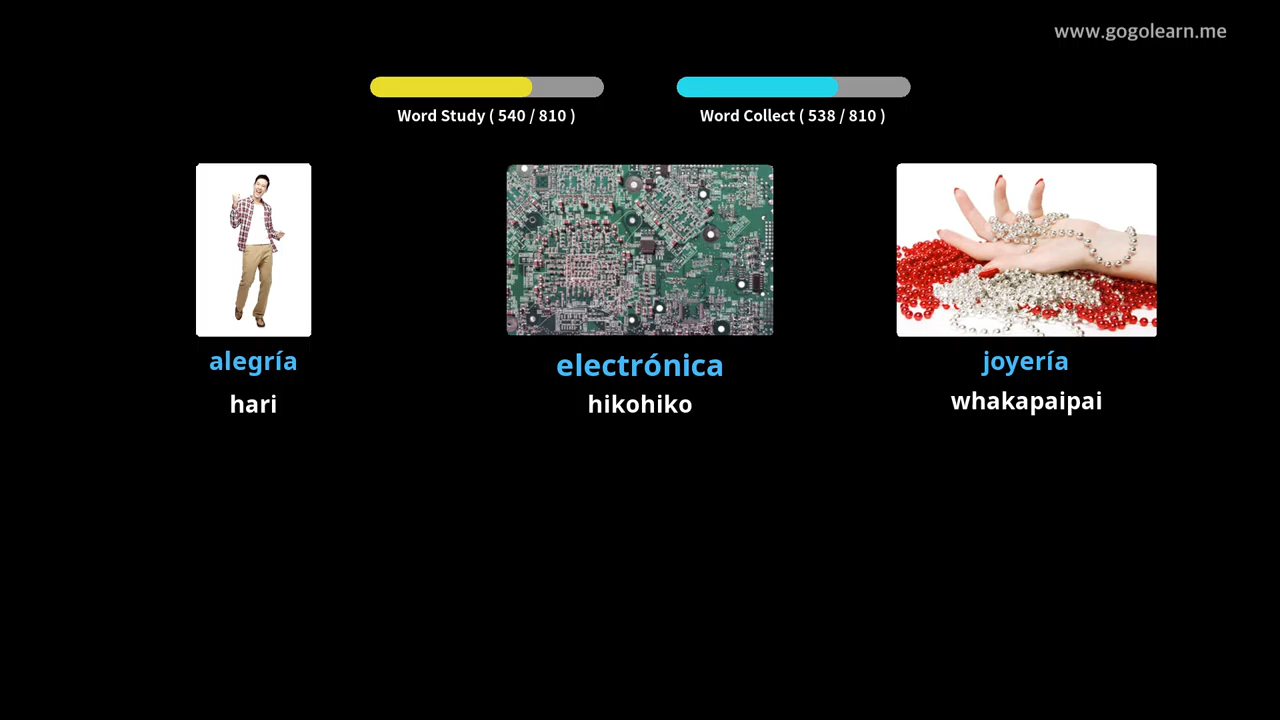 www.gogolearn.me
Word Study ( 540 / 810 )
Word Collect ( 538 / 810 )
alegría
electrónica
joyería
hari
hikohiko
whakapaipai